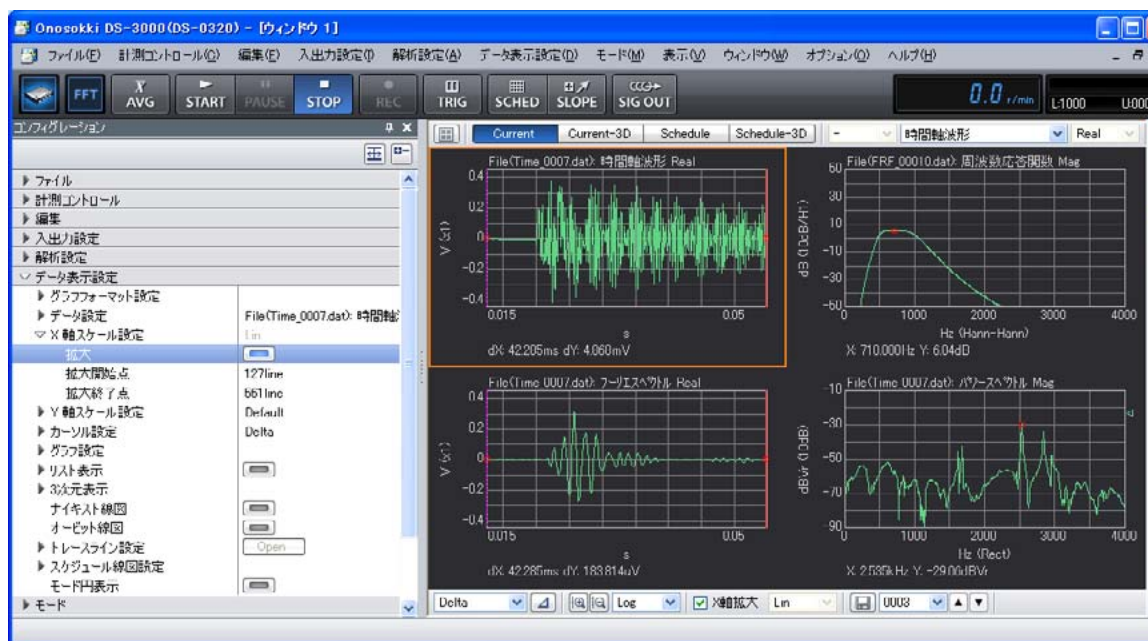 Onosokki DS-3000(DS-0320) - [ウィンドウ 1]
ファイル(F) 計測コントロール(C) 編集(E) 入出力設定(I) 解析設定(A) データ表示設定(D) モード(M) 表示(V) ウィンドウ(W) オプション(O) ヘルプ(H)
FFT X AVG START PAUSE STOP REC TRIG SCHED SLOPE SIG OUT 0.0 r/min L:1000
コンフィグレーション
Current Current-3D Schedule Schedule-3D - 時間軸波形 Real
ファイル
計測コントロール
編集
入出力設定
解析設定
データ表示設定
グラフフォーマット設定
データ設定 File(Time_0007.dat): 時間軸
X 軸スケール設定 Lin
拡大
拡大開始点 127line
拡大終了点 551line
Y 軸スケール設定 Default
カーソル設定 Delta
グラフ設定
リスト表示
3次元表示
ナイキスト線図
オービット線図
トレースライン設定 Open
スケジュール線図設定
モード円表示
モード
File(Time_0007.dat): 時間軸波形 Real
0.4
V (x1)
0
-0.2
-0.4
0.015 0.05
s
dX: 42.205ms dY: 4.060mV
File(FRF_00010.dat): 周波数応答関数 Mag
60
30
10
-10
-30
-60
dB (10dB/H1)
0 1000 2000 3000 4000
Hz (Hann-Hann)
X: 710.000Hz Y: 6.04dB
File(Time_0007.dat): フーリエスペクトル Real
0.4
0.2
V (x1)
0
-0.2
-0.4
0.015 0.05
s
dX: 42.285ms dY: 183.814uV
File(Time_0007.dat): パワースペクトル Mag
-10
-30
-50
-70
90
dBVr (10dB)
0 1000 2000 3000 4000
Hz (Rect)
X: 2.535kHz Y: -29.06dBVr
Delta Log X軸拡大 Lin 0003